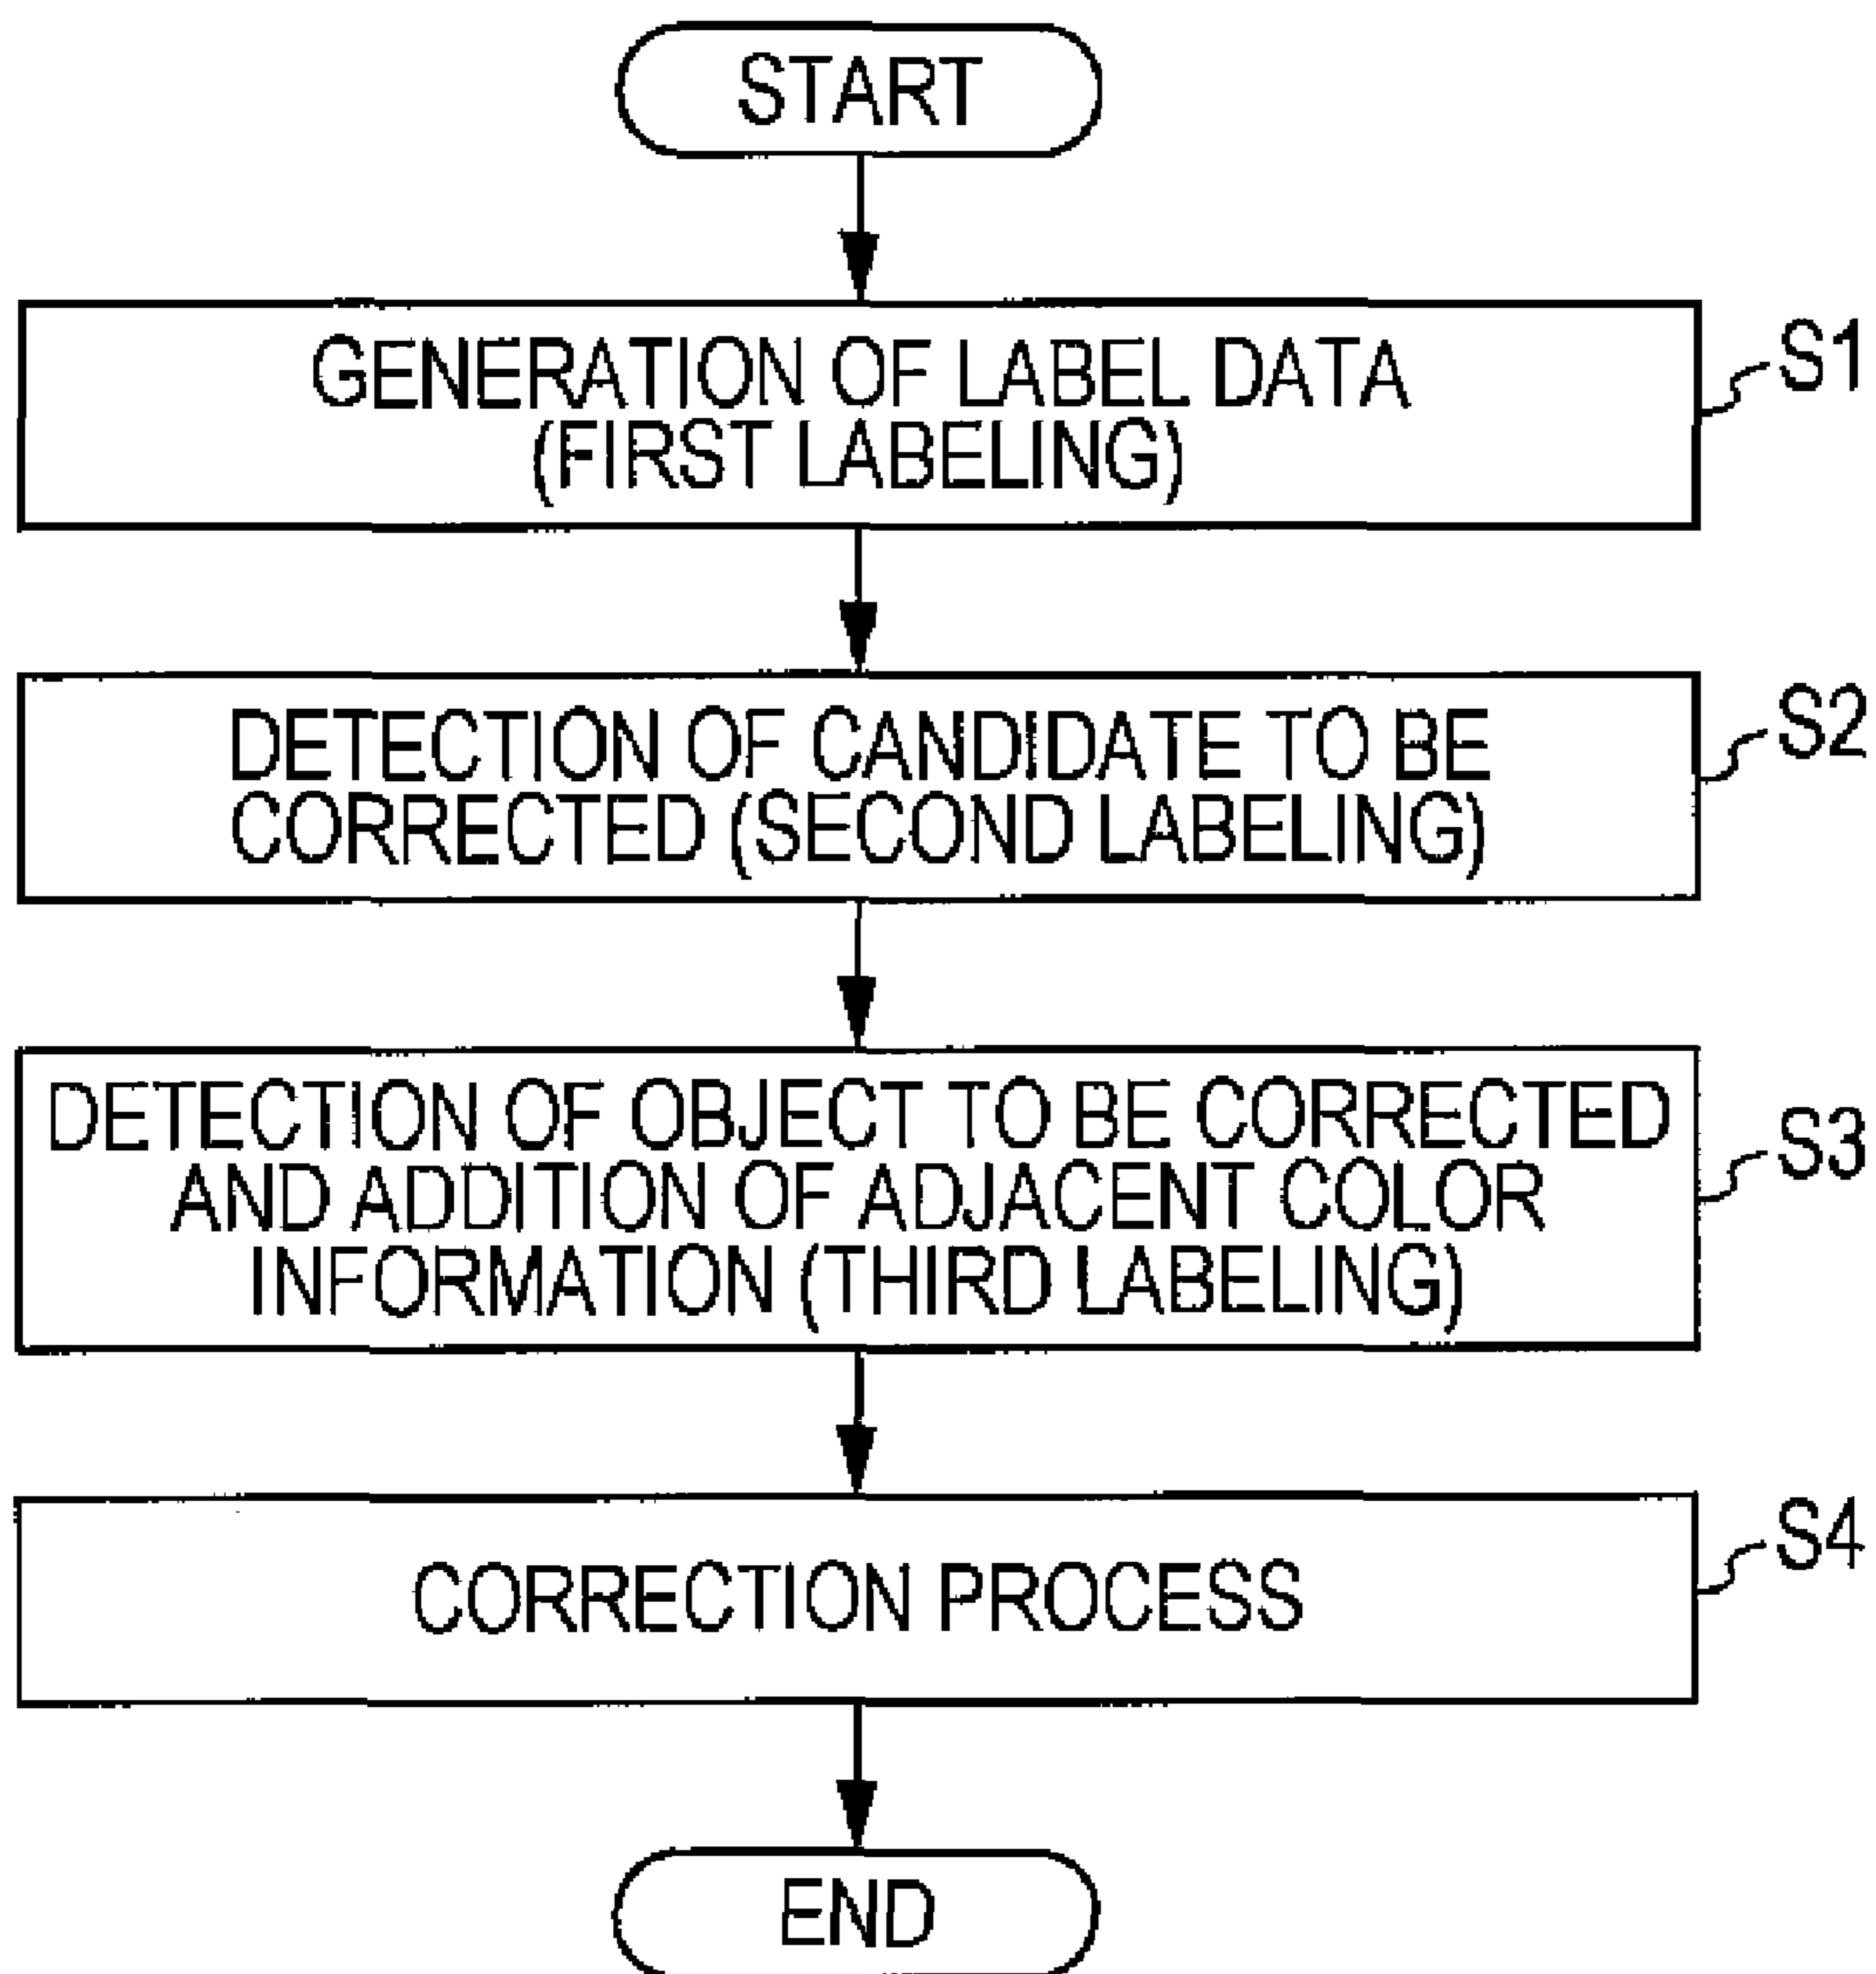 START
GENERATION OF LABEL DATA
(FIRST LABELING)
S1
DETECTION OF CANDIDATE TO BE
CORRECTED (SECOND LABELING)
S2
DETECTION OF OBJECT TO BE CORRECTED
AND ADDITION OF ADJACENT COLOR
INFORMATION (THIRD LABELING)
S3
CORRECTION PROCESS
S4
END